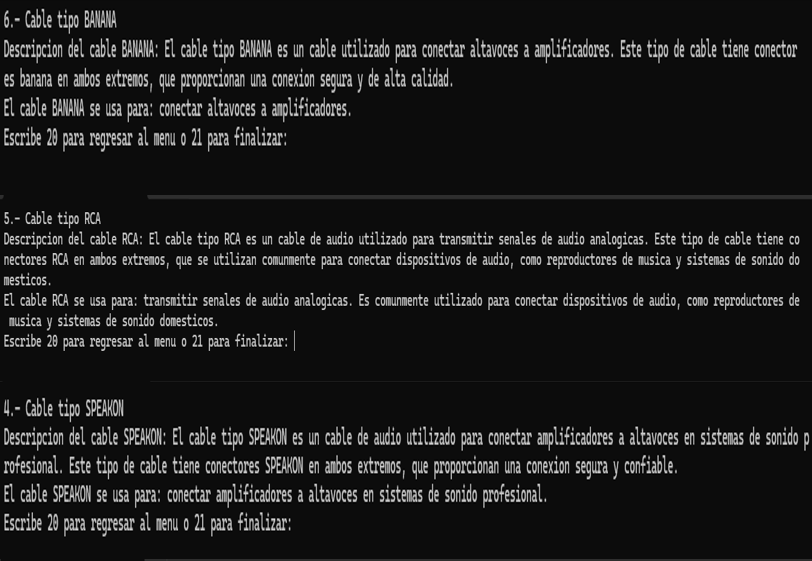 6.- Cable tipo BANANA
Descripcion del cable BANANA: El cable tipo BANANA es un cable utilizado para conectar altavoces a amplificadores. Este tipo de cable tiene conector
es banana en ambos extremos, que proporcionan una conexion segura y de alta calidad.
El cable BANANA se usa para: conectar altavoces a amplificadores.
Escribe 20 para regresar al menu o 21 para finalizar:
5.- Cable tipo RCA
Descripcion del cable RCA: El cable tipo RCA es un cable de audio utilizado para transmitir senales de audio analogicas. Este tipo de cable tiene co
nectores RCA en ambos extremos, que se utilizan comunmente para conectar dispositivos de audio, como reproductores de musica y sistemas de sonido do
mesticos.
El cable RCA se usa para: transmitir senales de audio analogicas. Es comunmente utilizado para conectar dispositivos de audio, como reproductores de
musica y sistemas de sonido domesticos.
Escribe 20 para regresar al menu o 21 para finalizar:
4.- Cable tipo SPEAKON
Descripcion del cable SPEAKON: El cable tipo SPEAKON es un cable de audio utilizado para conectar amplificadores a altavoces en sistemas de sonido p
rofesional. Este tipo de cable tiene conectores SPEAKON en ambos extremos, que proporcionan una conexion segura y confiable.
El cable SPEAKON se usa para: conectar amplificadores a altavoces en sistemas de sonido profesional.
Escribe 20 para regresar al menu o 21 para finalizar: